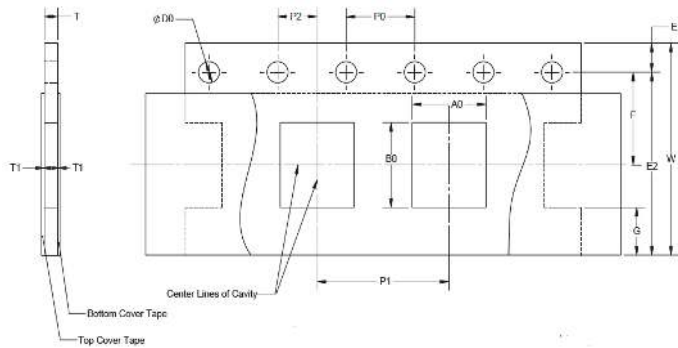 T
⌀D0
P2
P0
E
A0
F
T1
T1
B0
E2
W
G
P1
Center Lines of Cavity
Bottom Cover Tape
Top Cover Tape